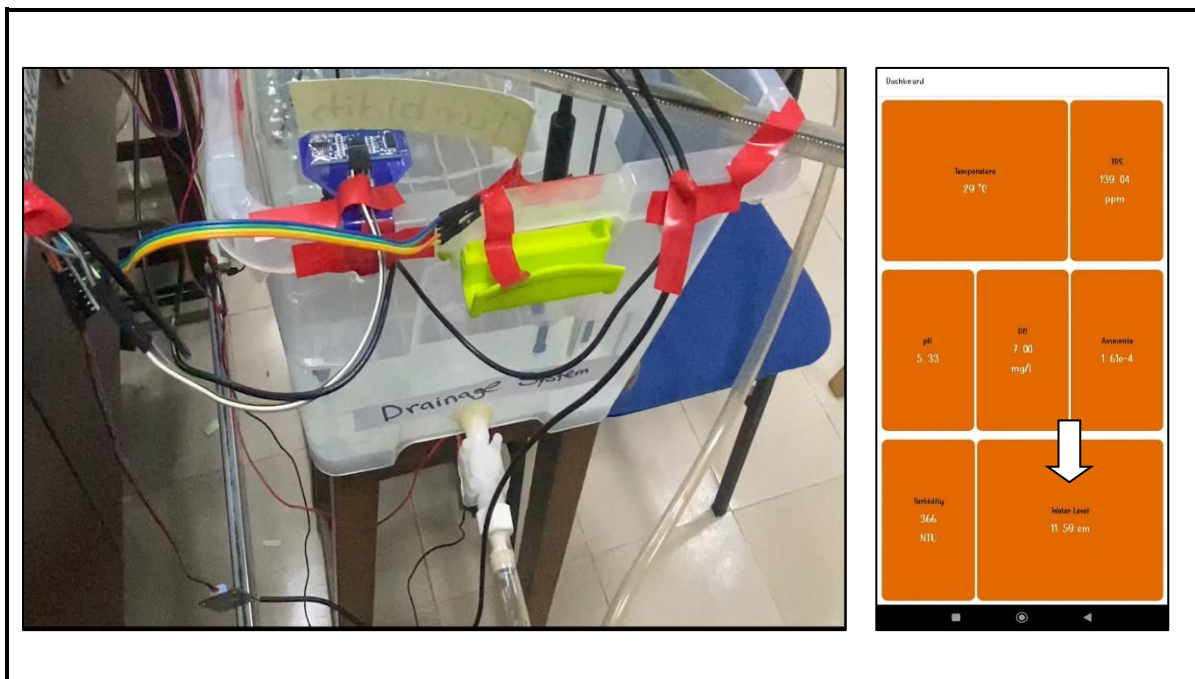 Turbidity
Drainage System
Dashboard
Temperature
29 °C
TDS
139.04
ppm
pH
5.33
DO
7.00
mg/l
Ammonia
1.61e-4
Turbidity
366
NTU
Water Level
11.59 cm